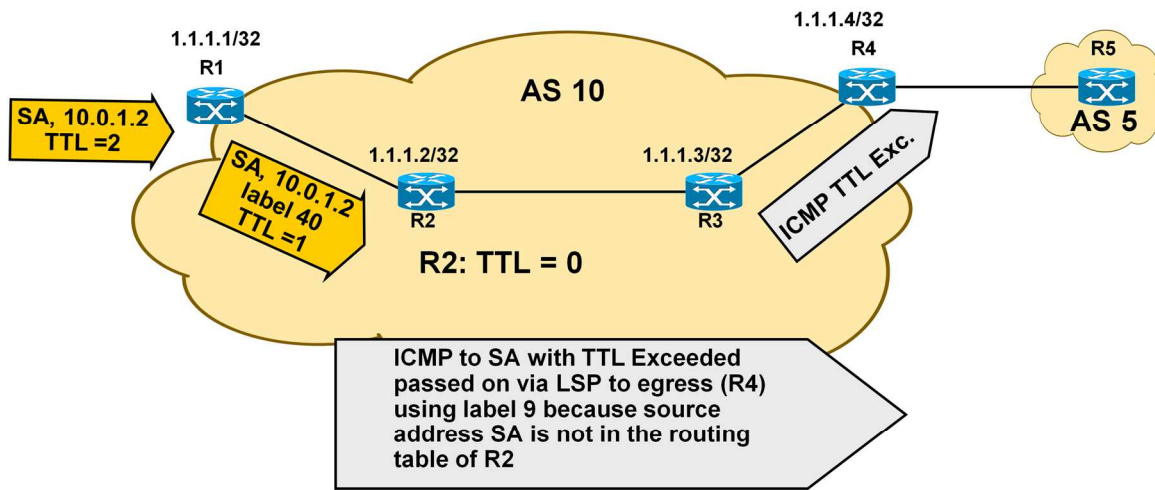 1.1.1.1/32
R1
1.1.1.4/32
R4
R5
AS 10
AS 5
SA, 10.0.1.2
TTL =2
1.1.1.2/32
1.1.1.3/32
SA, 10.0.1.2
label 40
TTL =1
R2
R3
ICMP TTL Exc.
R2: TTL = 0
ICMP to SA with TTL Exceeded
passed on via LSP to egress (R4)
using label 9 because source
address SA is not in the routing
table of R2